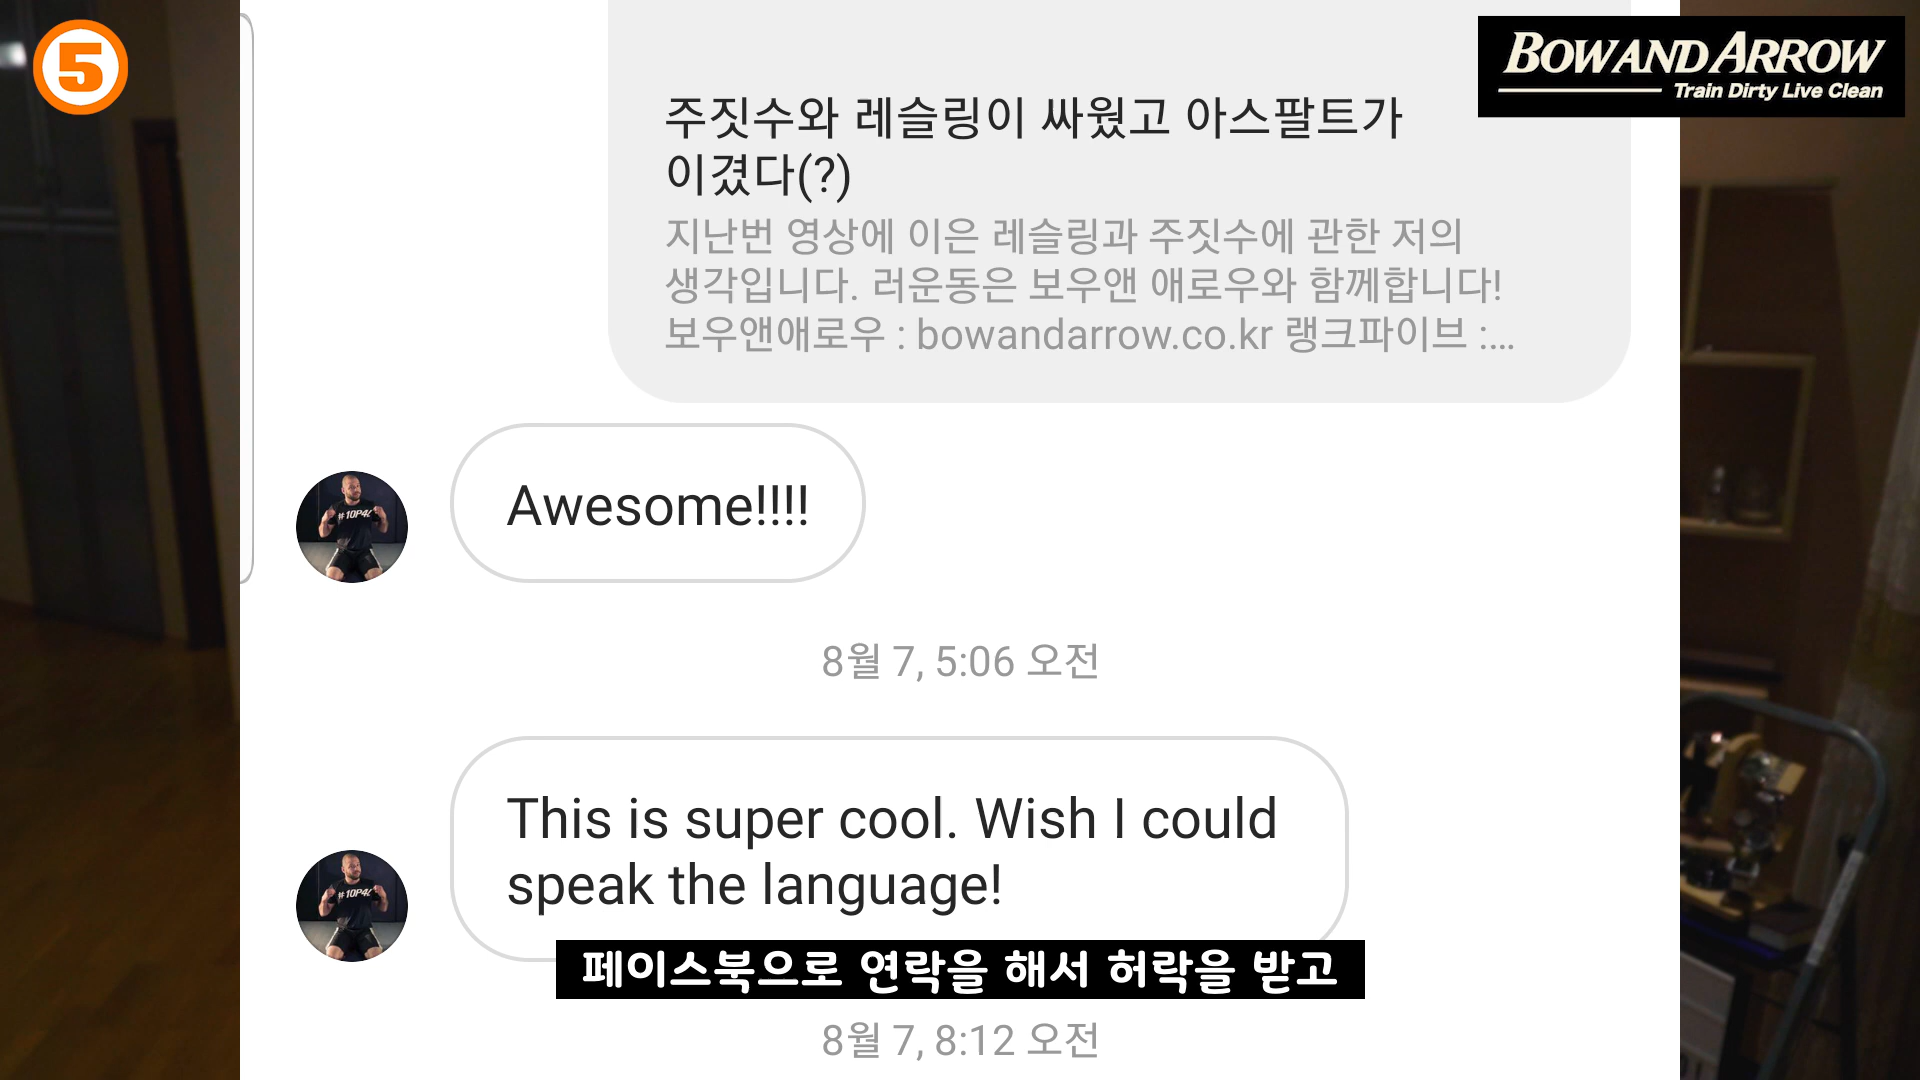 5
BOW AND ARROW
Train Dirty Live Clean
주짓수와 레슬링이 싸웠고 아스팔트가
이겼다(?)
지난번 영상에 이은 레슬링과 주짓수에 관한 저의
생각입니다. 러운동은 보우앤 애로우와 함께합니다!
보우앤애로우 : bowandarrow.co.kr 랭크파이브 :...
#10P4
Awesome!!!!
8월 7, 5:06 오전
#10P4
This is super cool. Wish I could
speak the language!
페이스북으로 연락을 해서 허락을 받고
8월 7, 8:12 오전